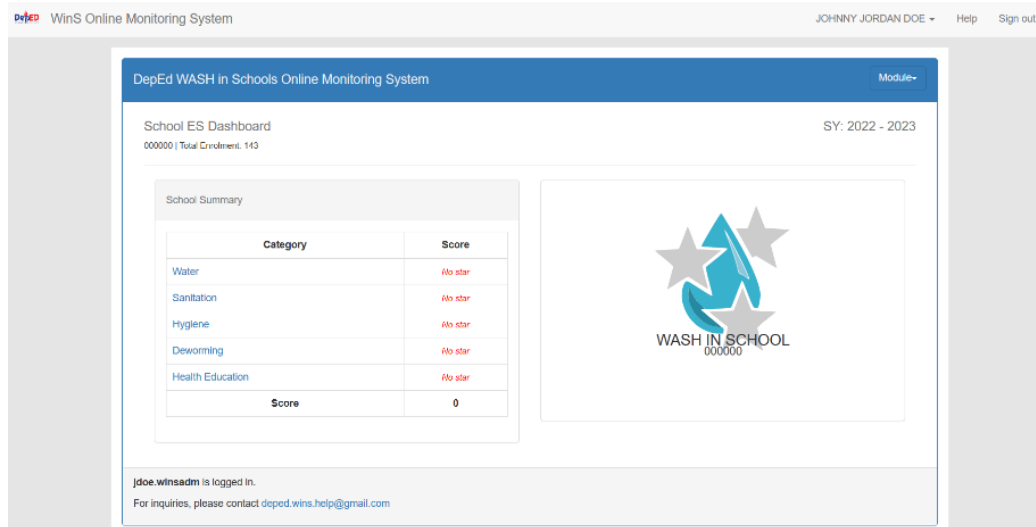 DepED WinS Online Monitoring System JOHNNY JORDAN DOE Help Sign out
DepEd WASH in Schools Online Monitoring System Module
School ES Dashboard SY: 2022 - 2023
000000 | Total Enrolment: 143
School Summary
Category Score
Water No star
Sanitation No star
Hygiene No star
Deworming No star
Health Education No star
Score 0
WASH IN SCHOOL
000000
jdoe.winsadm is logged in.
For inquiries, please contact deped.wins.help@gmail.com